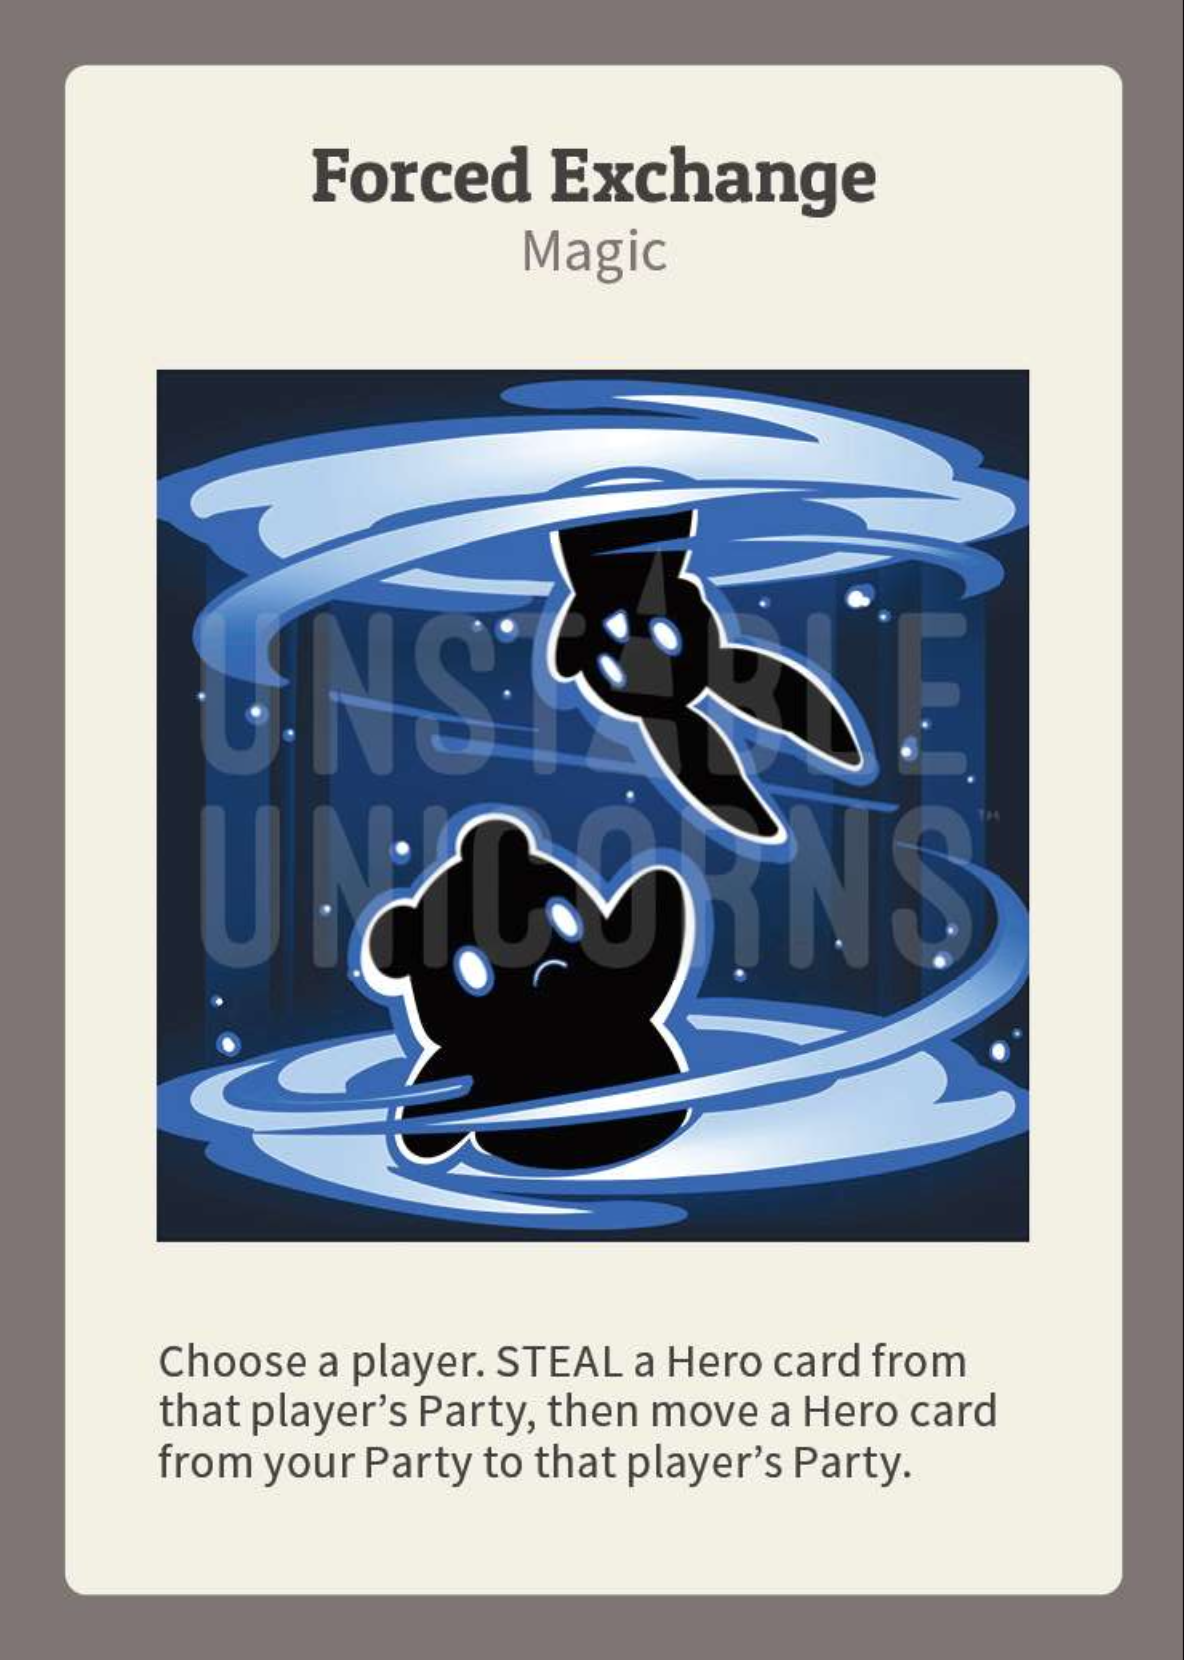 Forced Exchange
Magic
UNSTABLE
UNICORNS™
Choose a player. STEAL a Hero card from
that player’s Party, then move a Hero card
from your Party to that player’s Party.